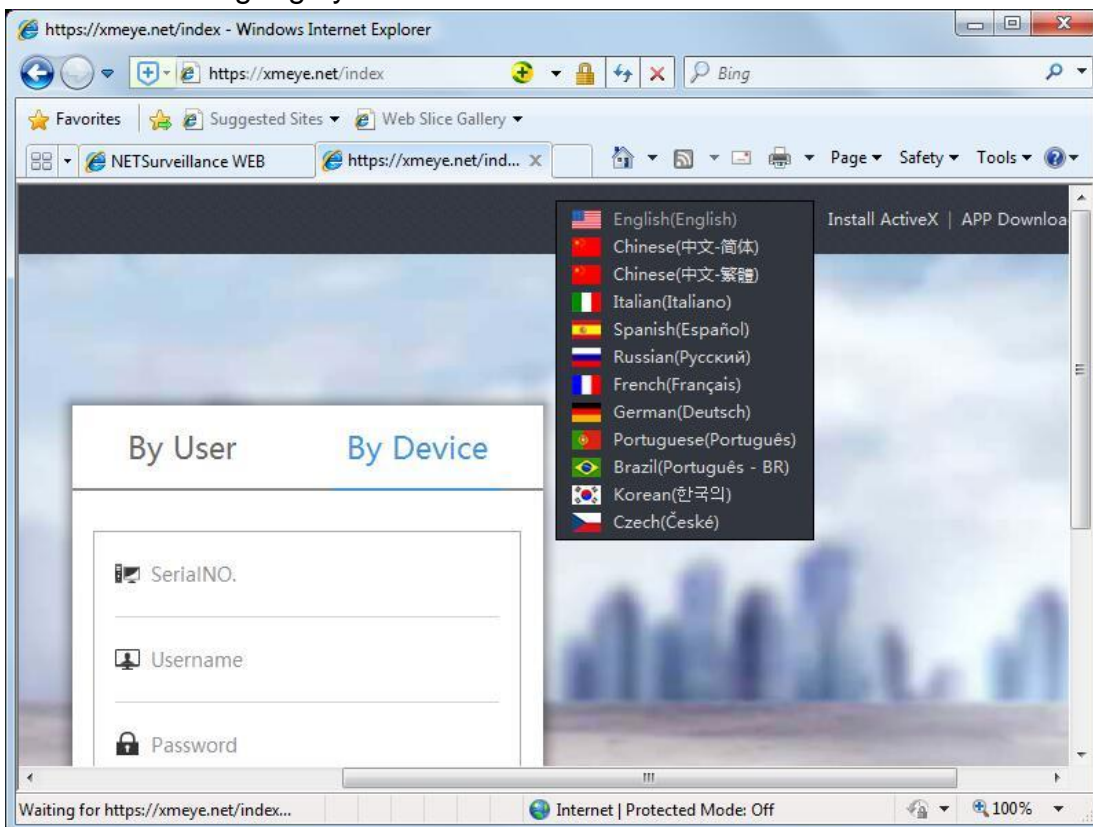 https://xmeye.net/index - Windows Internet Explorer
https://xmeye.net/index
Bing
Favorites
Suggested Sites
Web Slice Gallery
NETSurveillance WEB
https://xmeye.net/ind...
Page
Safety
Tools
English(English)
Install ActiveX | APP Downloa
Chinese(中文-简体)
Chinese(中文-繁體)
Italian(Italiano)
Spanish(Español)
Russian(Русский)
French(Français)
German(Deutsch)
Portuguese(Português)
Brazil(Português - BR)
Korean(한국의)
Czech(České)
By User
By Device
SerialNO.
Username
Password
Waiting for https://xmeye.net/index...
Internet | Protected Mode: Off
100%